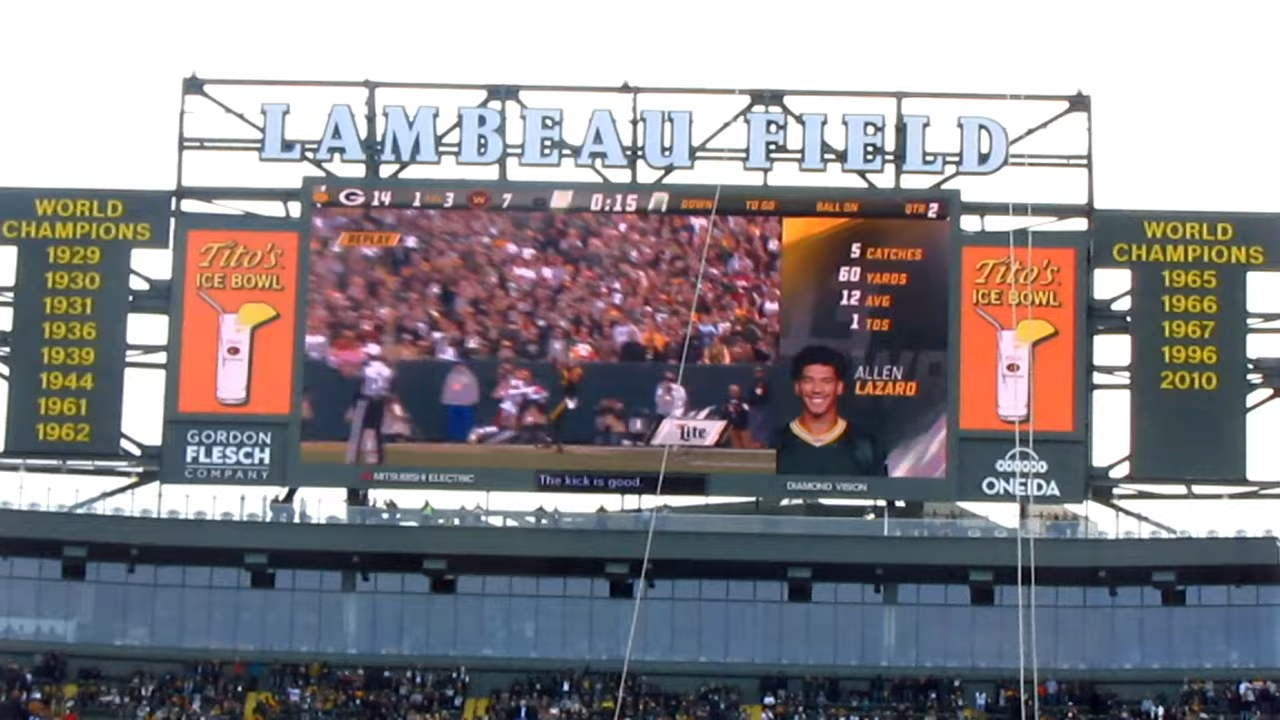 LAMBEAU FIELD
G 14 1 3 W 7 0:15 DOWN TO GO BALL ON QTR 2
WORLD
CHAMPIONS
1929
1930
1931
1936
1939
1944
1961
1962
Tito's
ICE BOWL
GORDON
FLESCH
COMPANY
REPLAY
5 CATCHES
60 YARDS
12 AVG
1 TDS
ALLEN
LAZARD
Lite
MITSUBISHI ELECTRIC
The kick is good.
DIAMOND VISION
Tito's
ICE BOWL
ONEIDA
WORLD
CHAMPIONS
1965
1966
1967
1996
2010